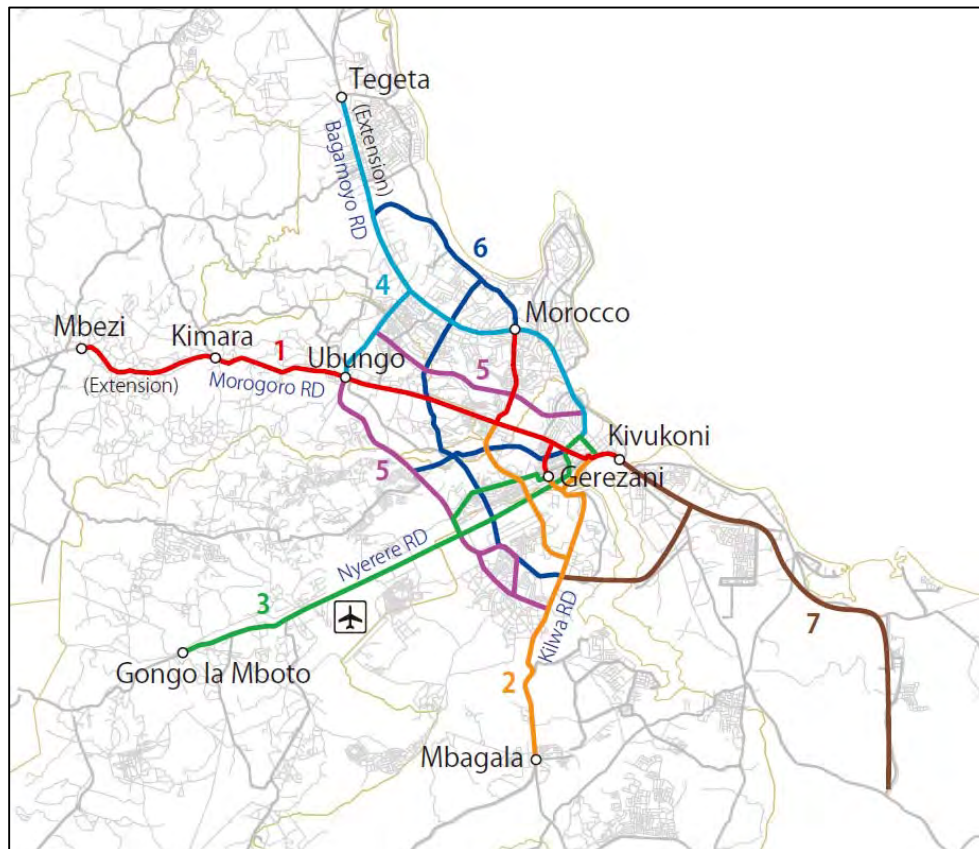 Tegeta
(Extension)
Bagamoyo RD
6
4
Morocco
Mbezi
Kimara
1
Ubungo
5
(Extension)
Morogoro RD
Kivukoni
5
Gerezani
Nyerere RD
3
7
Gongo la Mboto
Kilwa RD
2
Mbagala